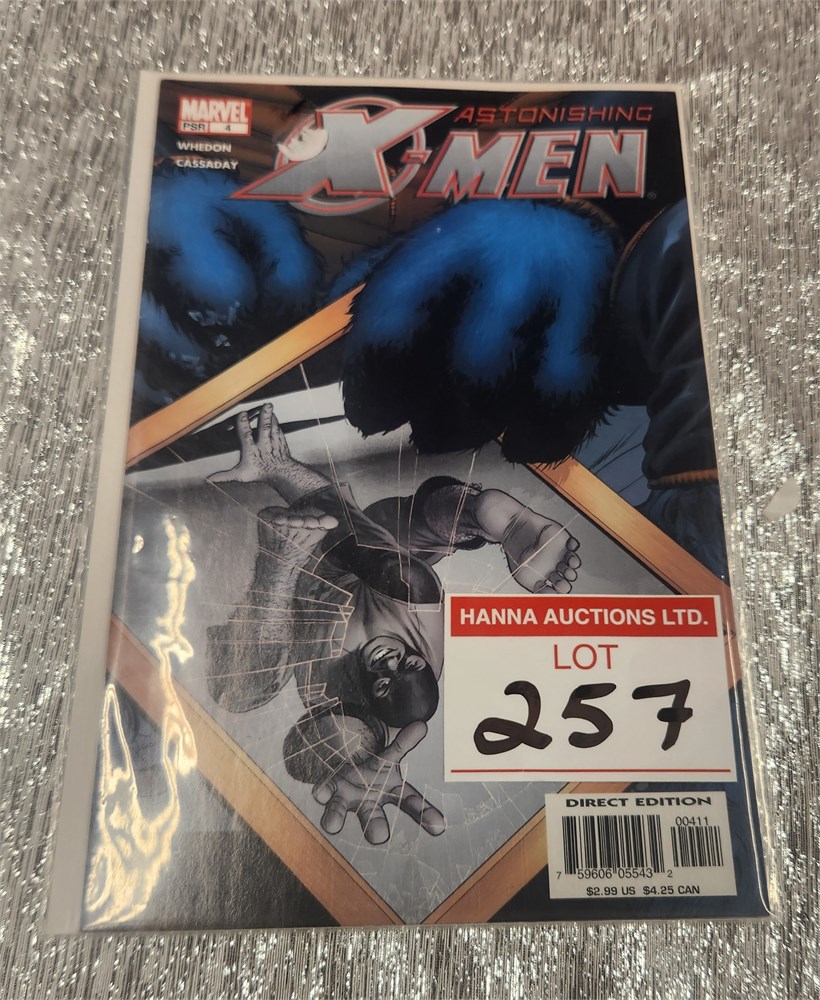 MARVEL
PSR 4
WHEDON
CASSADAY
ASTONISHING
X-MEN
HANNA AUCTIONS LTD.
LOT
257
DIRECT EDITION
00411
7 59606 05543 2
$2.99 US $4.25 CAN